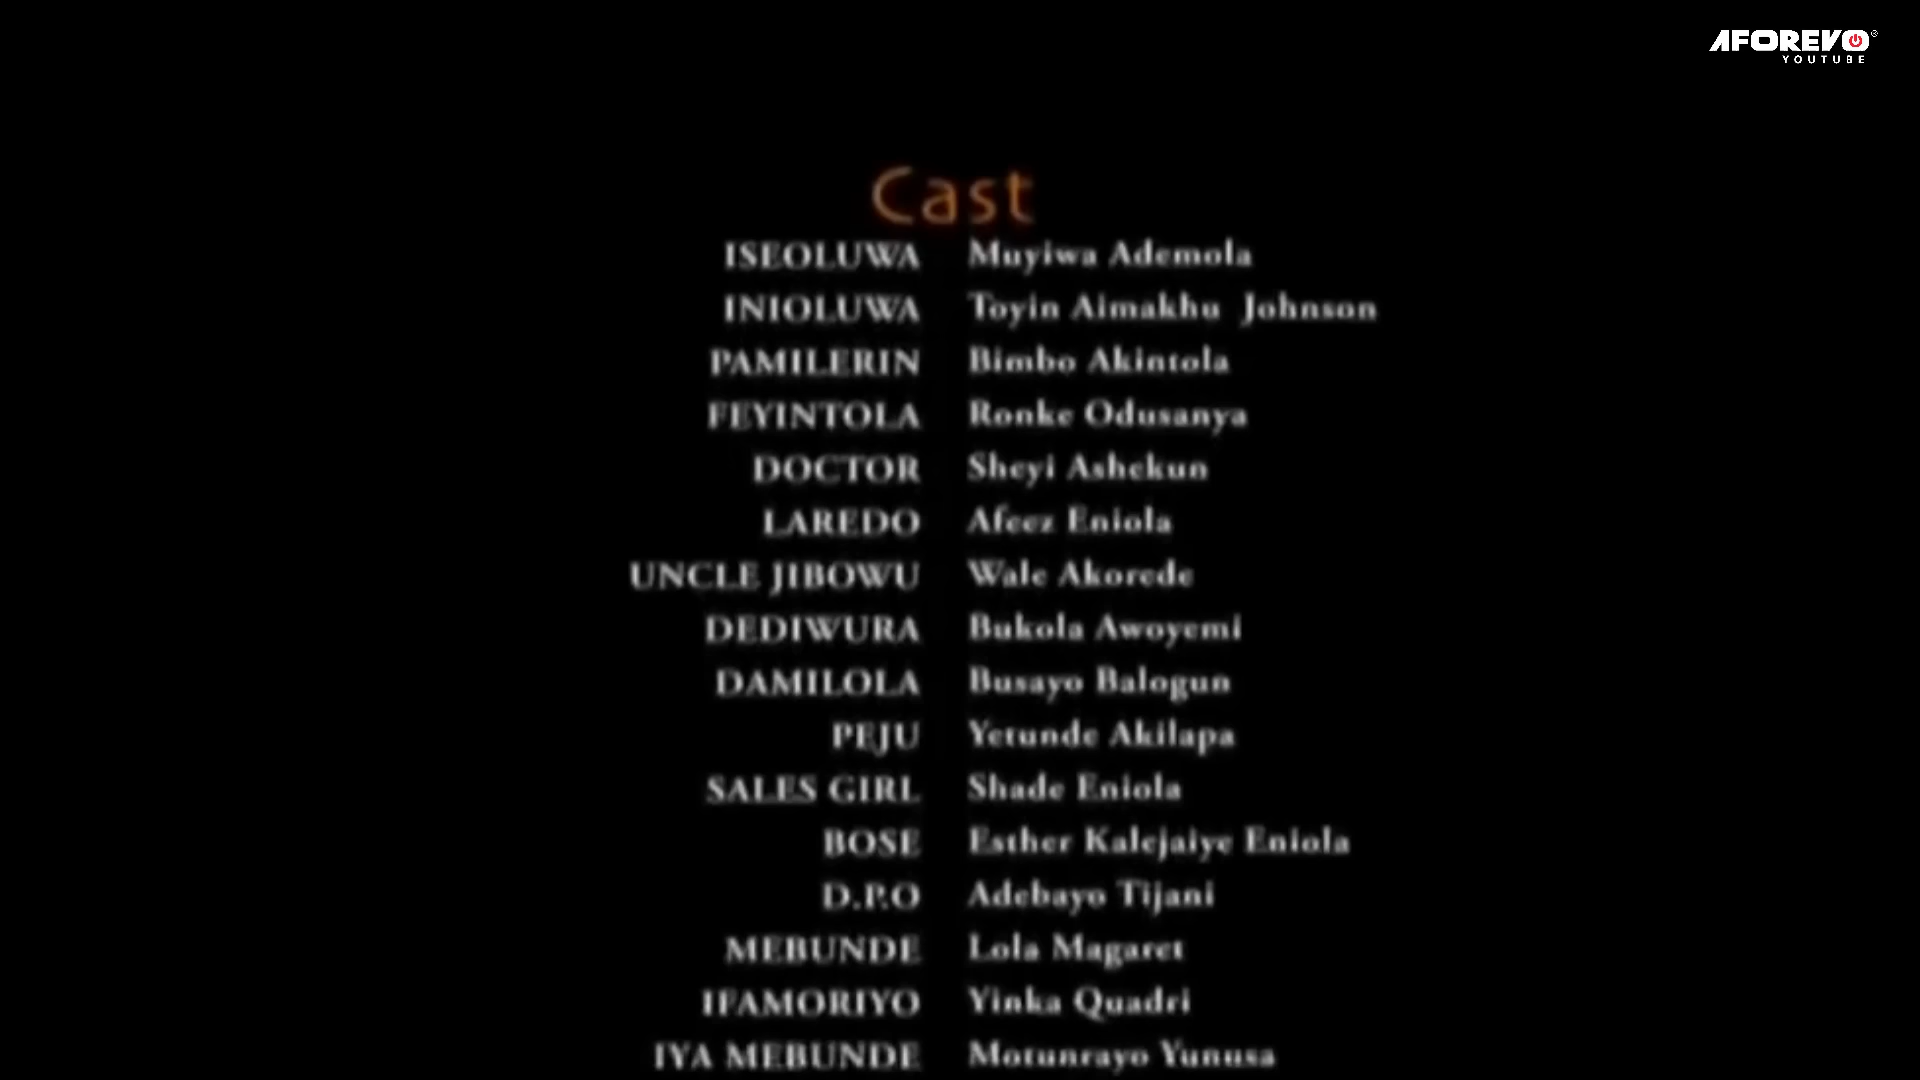 AFOREVO
YOUTUBE
Cast
ISEOLUWA Muyiwa Ademola
INIOLUWA Toyin Aimakhu Johnson
PAMILERIN Bimbo Akintola
FEYINTOLA Ronke Odusanya
DOCTOR Sheyi Ashekun
LAREDO Afeez Eniola
UNCLE JIBOWU Wale Akorede
DEDIWURA Bukola Awoyemi
DAMILOLA Busayo Balogun
PEJU Yetunde Akilapa
SALES GIRL Shade Eniola
BOSE Esther Kalejaiye Eniola
D.P.O Adebayo Tijani
MEBUNDE Lola Magaret
IFAMORIYO Yinka Quadri
IYA MEBUNDE Motunrayo Yunusa